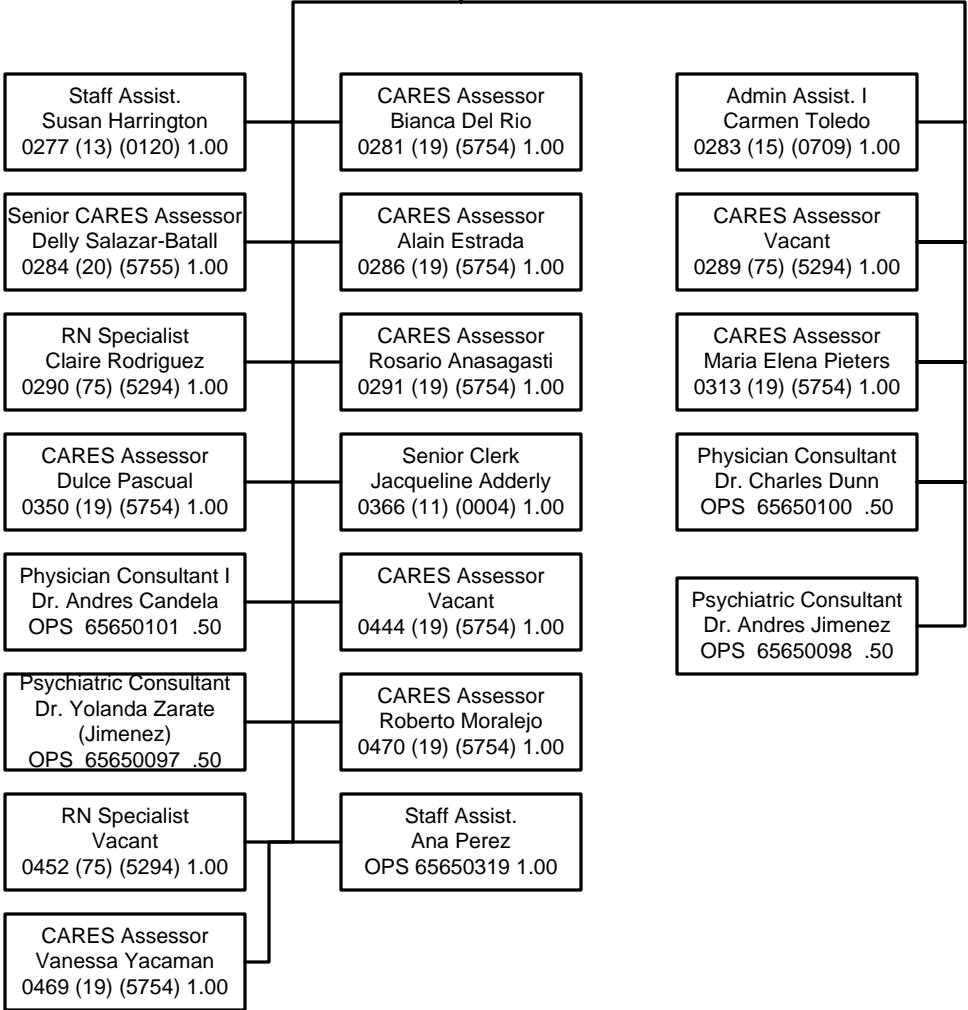 Staff Assist.
Susan Harrington
0277 (13) (0120) 1.00
CARES Assessor
Bianca Del Rio
0281 (19) (5754) 1.00
Admin Assist. I
Carmen Toledo
0283 (15) (0709) 1.00
Senior CARES Assessor
Delly Salazar-Batall
0284 (20) (5755) 1.00
CARES Assessor
Alain Estrada
0286 (19) (5754) 1.00
CARES Assessor
Vacant
0289 (75) (5294) 1.00
RN Specialist
Claire Rodriguez
0290 (75) (5294) 1.00
CARES Assessor
Rosario Anasagasti
0291 (19) (5754) 1.00
CARES Assessor
Maria Elena Pieters
0313 (19) (5754) 1.00
CARES Assessor
Dulce Pascual
0350 (19) (5754) 1.00
Senior Clerk
Jacqueline Adderly
0366 (11) (0004) 1.00
Physician Consultant
Dr. Charles Dunn
OPS 65650100 .50
Physician Consultant I
Dr. Andres Candela
OPS 65650101 .50
CARES Assessor
Vacant
0444 (19) (5754) 1.00
Psychiatric Consultant
Dr. Andres Jimenez
OPS 65650098 .50
Psychiatric Consultant
Dr. Yolanda Zarate
(Jimenez)
OPS 65650097 .50
CARES Assessor
Roberto Moralejo
0470 (19) (5754) 1.00
RN Specialist
Vacant
0452 (75) (5294) 1.00
Staff Assist.
Ana Perez
OPS 65650319 1.00
CARES Assessor
Vanessa Yacaman
0469 (19) (5754) 1.00